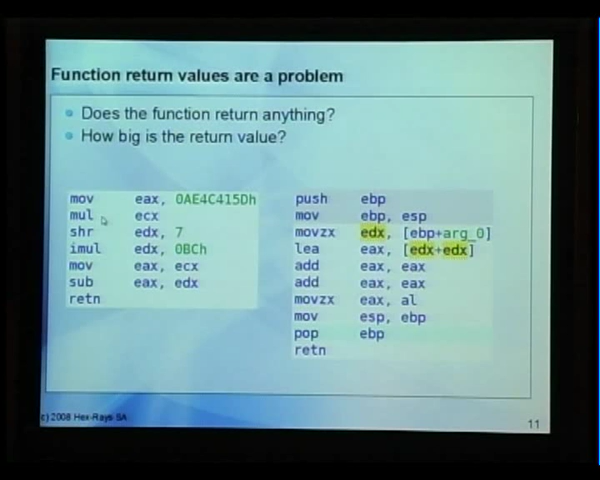 Function return values are a problem
Does the function return anything?
How big is the return value?
mov eax, 0AE4C415Dh
mul ecx
shr edx, 7
imul edx, 0BCh
mov eax, ecx
sub eax, edx
retn
push ebp
mov ebp, esp
movzx edx, [ebp+arg_0]
lea eax, [edx+edx]
add eax, eax
add eax, eax
movzx eax, al
mov esp, ebp
pop ebp
retn
c) 2008 Hex-Rays SA
11